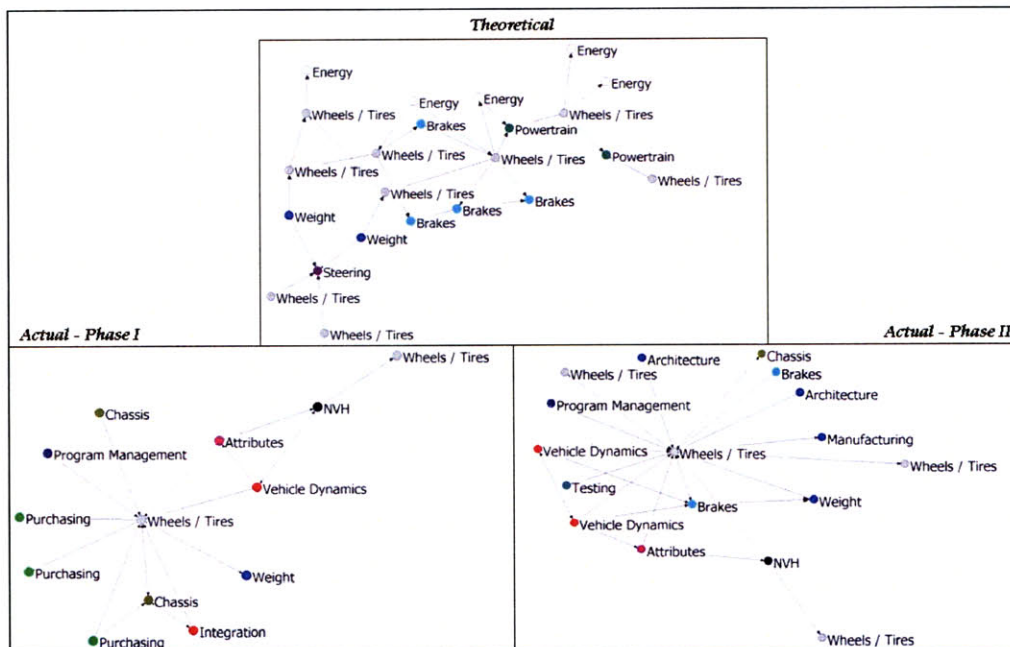 Theoretical
Energy
Energy
Energy
Energy
Energy
Wheels / Tires
Brakes
Wheels / Tires
Powertrain
Wheels / Tires
Wheels / Tires
Powertrain
Wheels / Tires
Wheels / Tires
Wheels / Tires
Brakes
Brakes
Brakes
Weight
Weight
Steering
Wheels / Tires
Wheels / Tires
Actual - Phase I
Wheels / Tires
NVH
Chassis
Attributes
Program Management
Vehicle Dynamics
Purchasing
Wheels / Tires
Purchasing
Weight
Chassis
Integration
Purchasing
Actual - Phase II
Chassis
Architecture
Wheels / Tires
Brakes
Architecture
Program Management
Manufacturing
Vehicle Dynamics
Wheels / Tires
Wheels / Tires
Testing
Weight
Brakes
Vehicle Dynamics
Attributes
NVH
Wheels / Tires